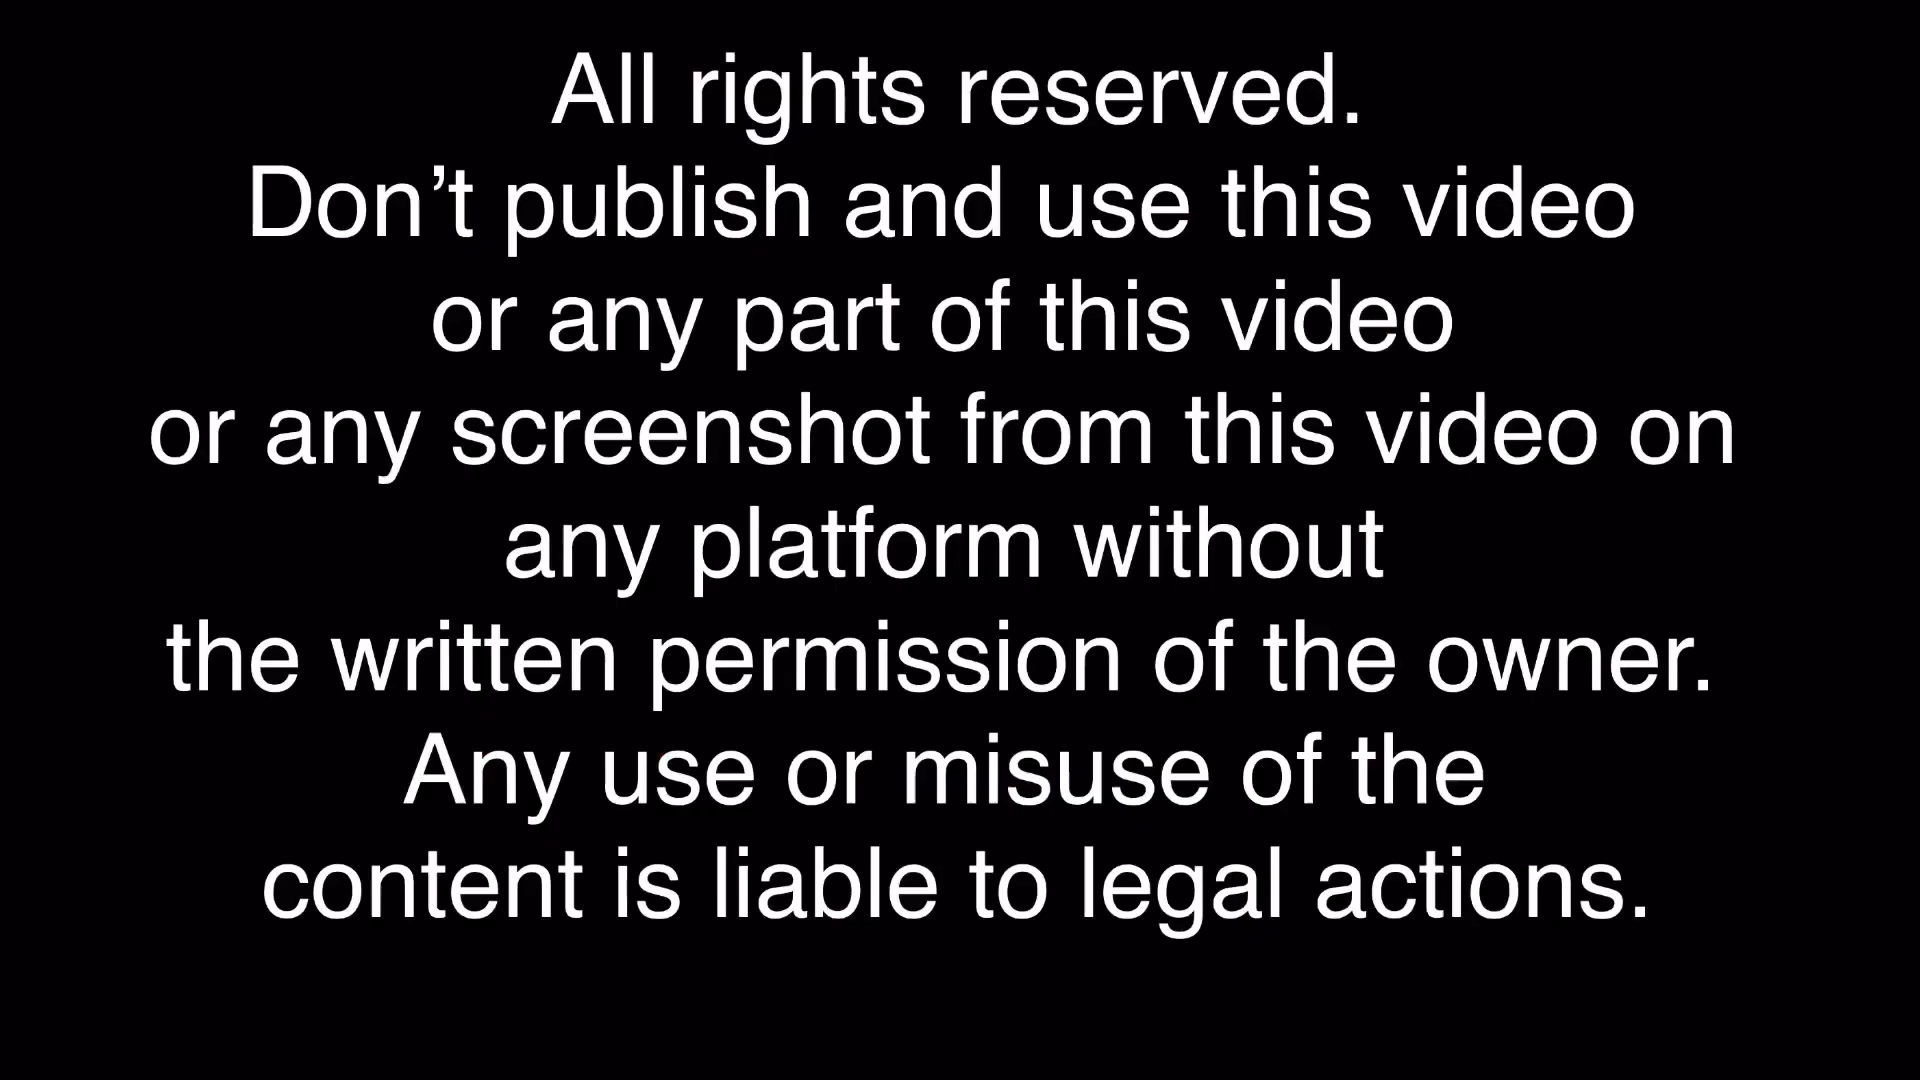 All rights reserved.
Don’t publish and use this video
or any part of this video
or any screenshot from this video on
any platform without
the written permission of the owner.
Any use or misuse of the
content is liable to legal actions.